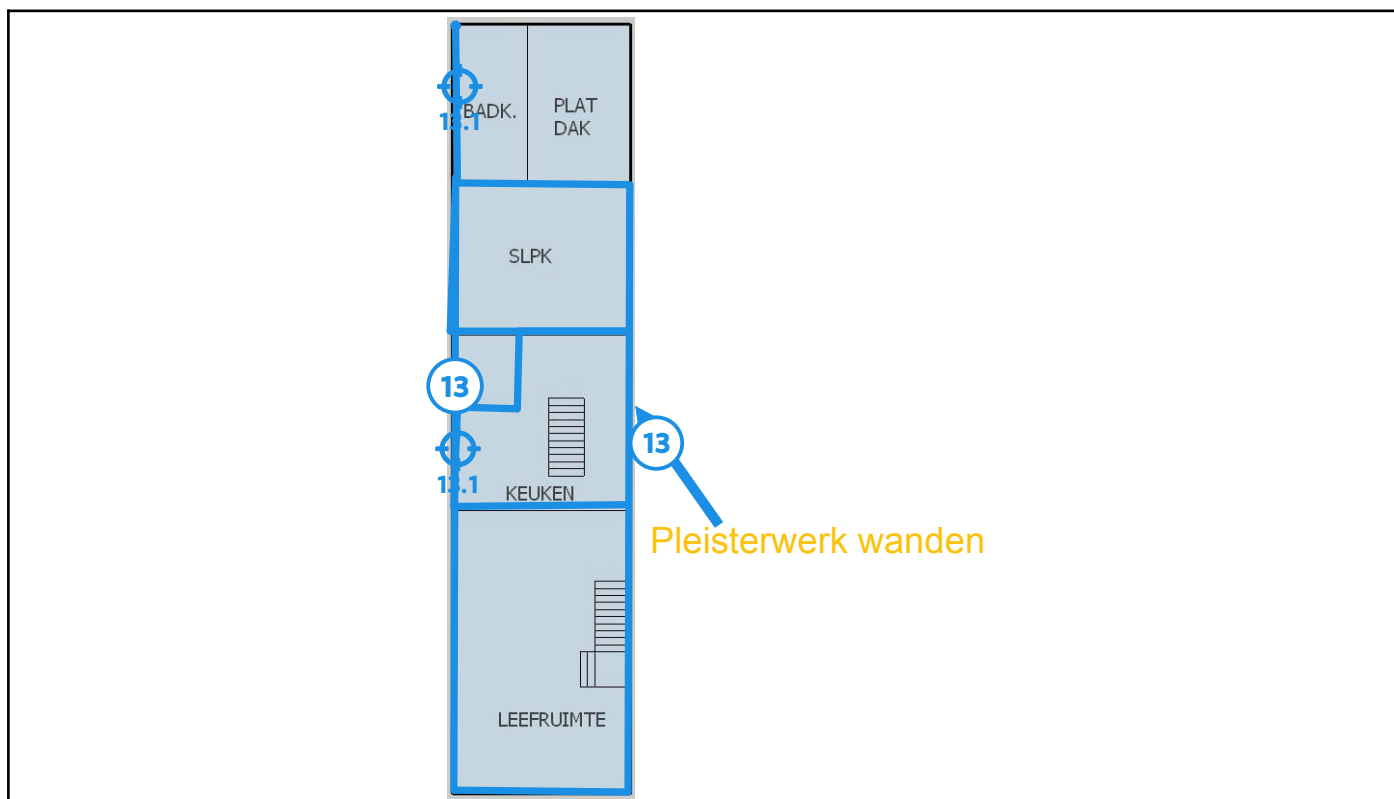 BADK.
13.1
PLAT
DAK
SLPK
13
13
13.1
KEUKEN
Pleisterwerk wanden
LEEFRUIMTE